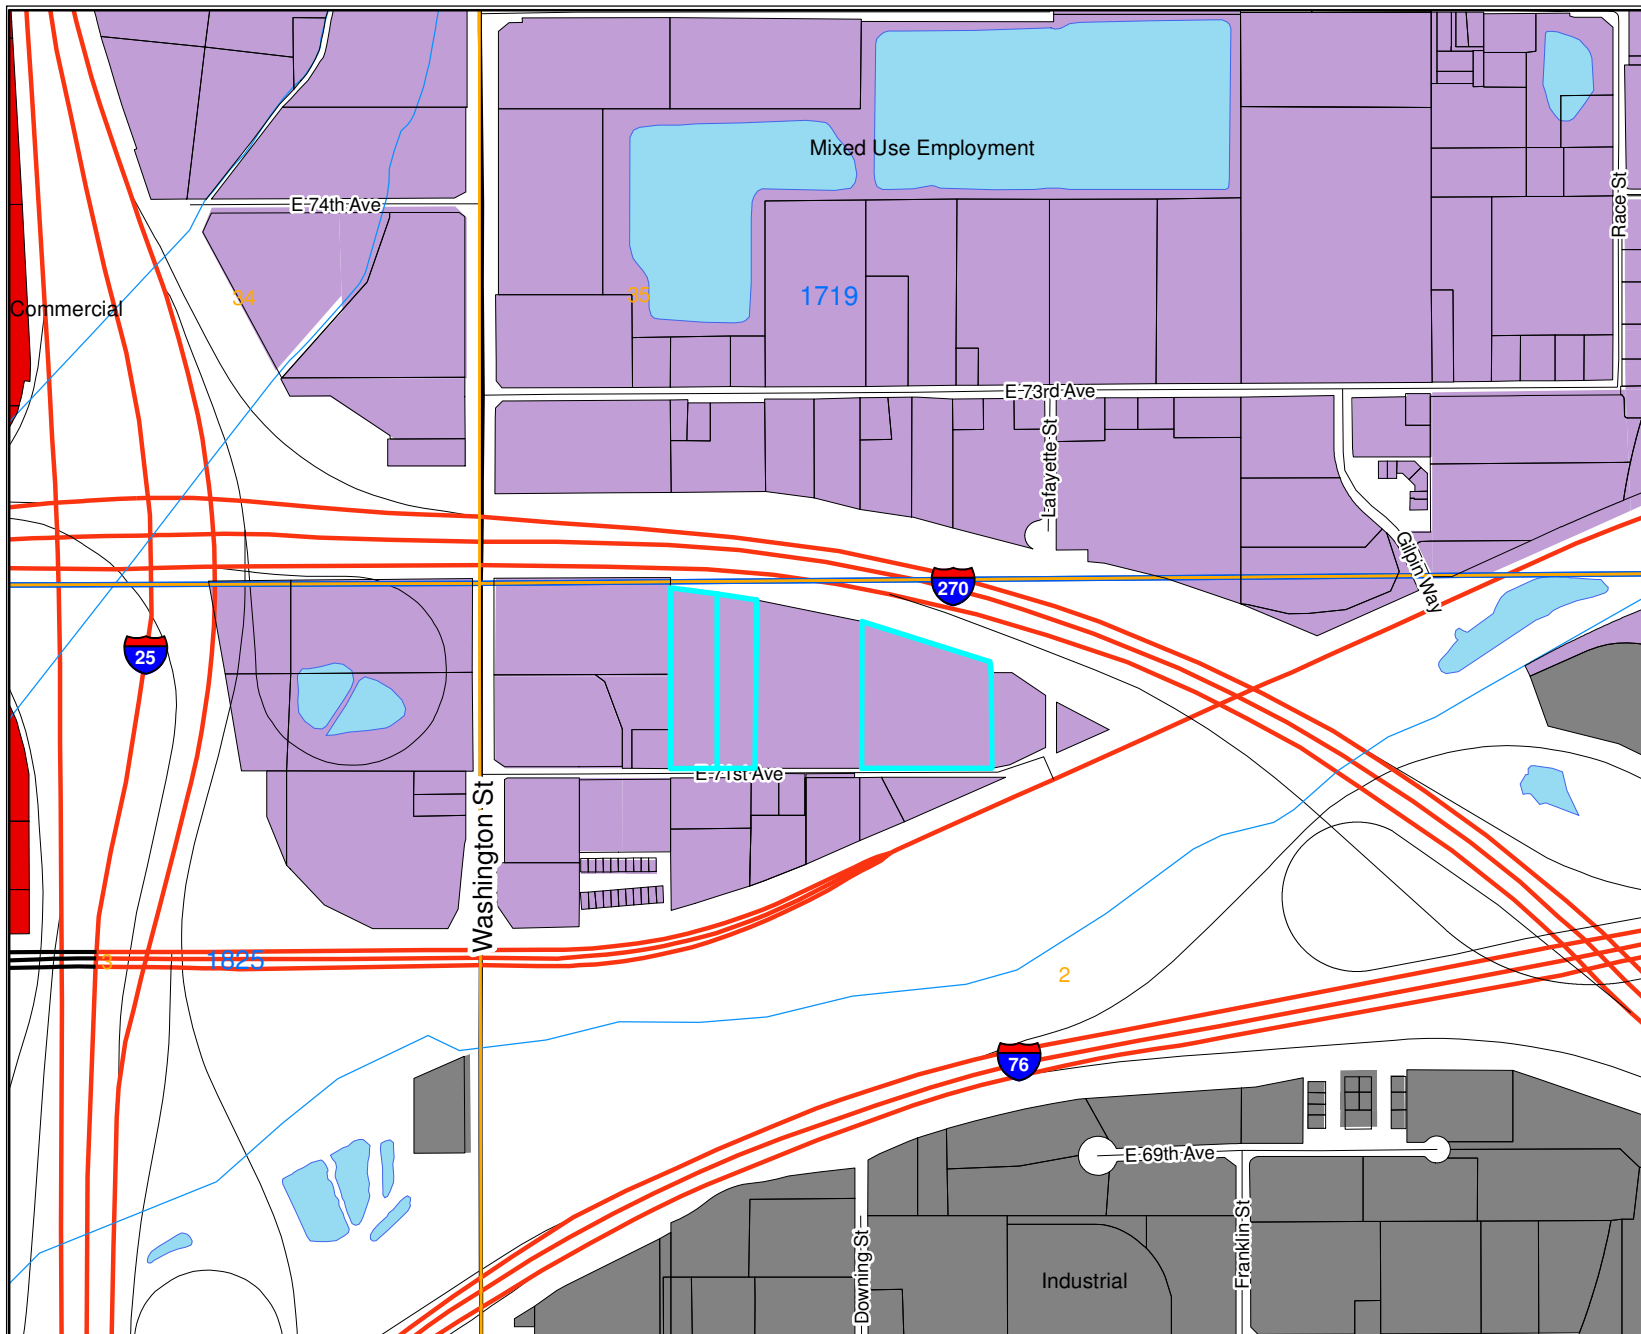 Mixed Use Employment
Race St
E 74th Ave
34
35
1719
Commercial
E 73rd Ave
Lafayette St
Gilpin Way
270
25
E 71st Ave
Washington St
3
1825
2
76
E 69th Ave
Downing St
Franklin St
Industrial